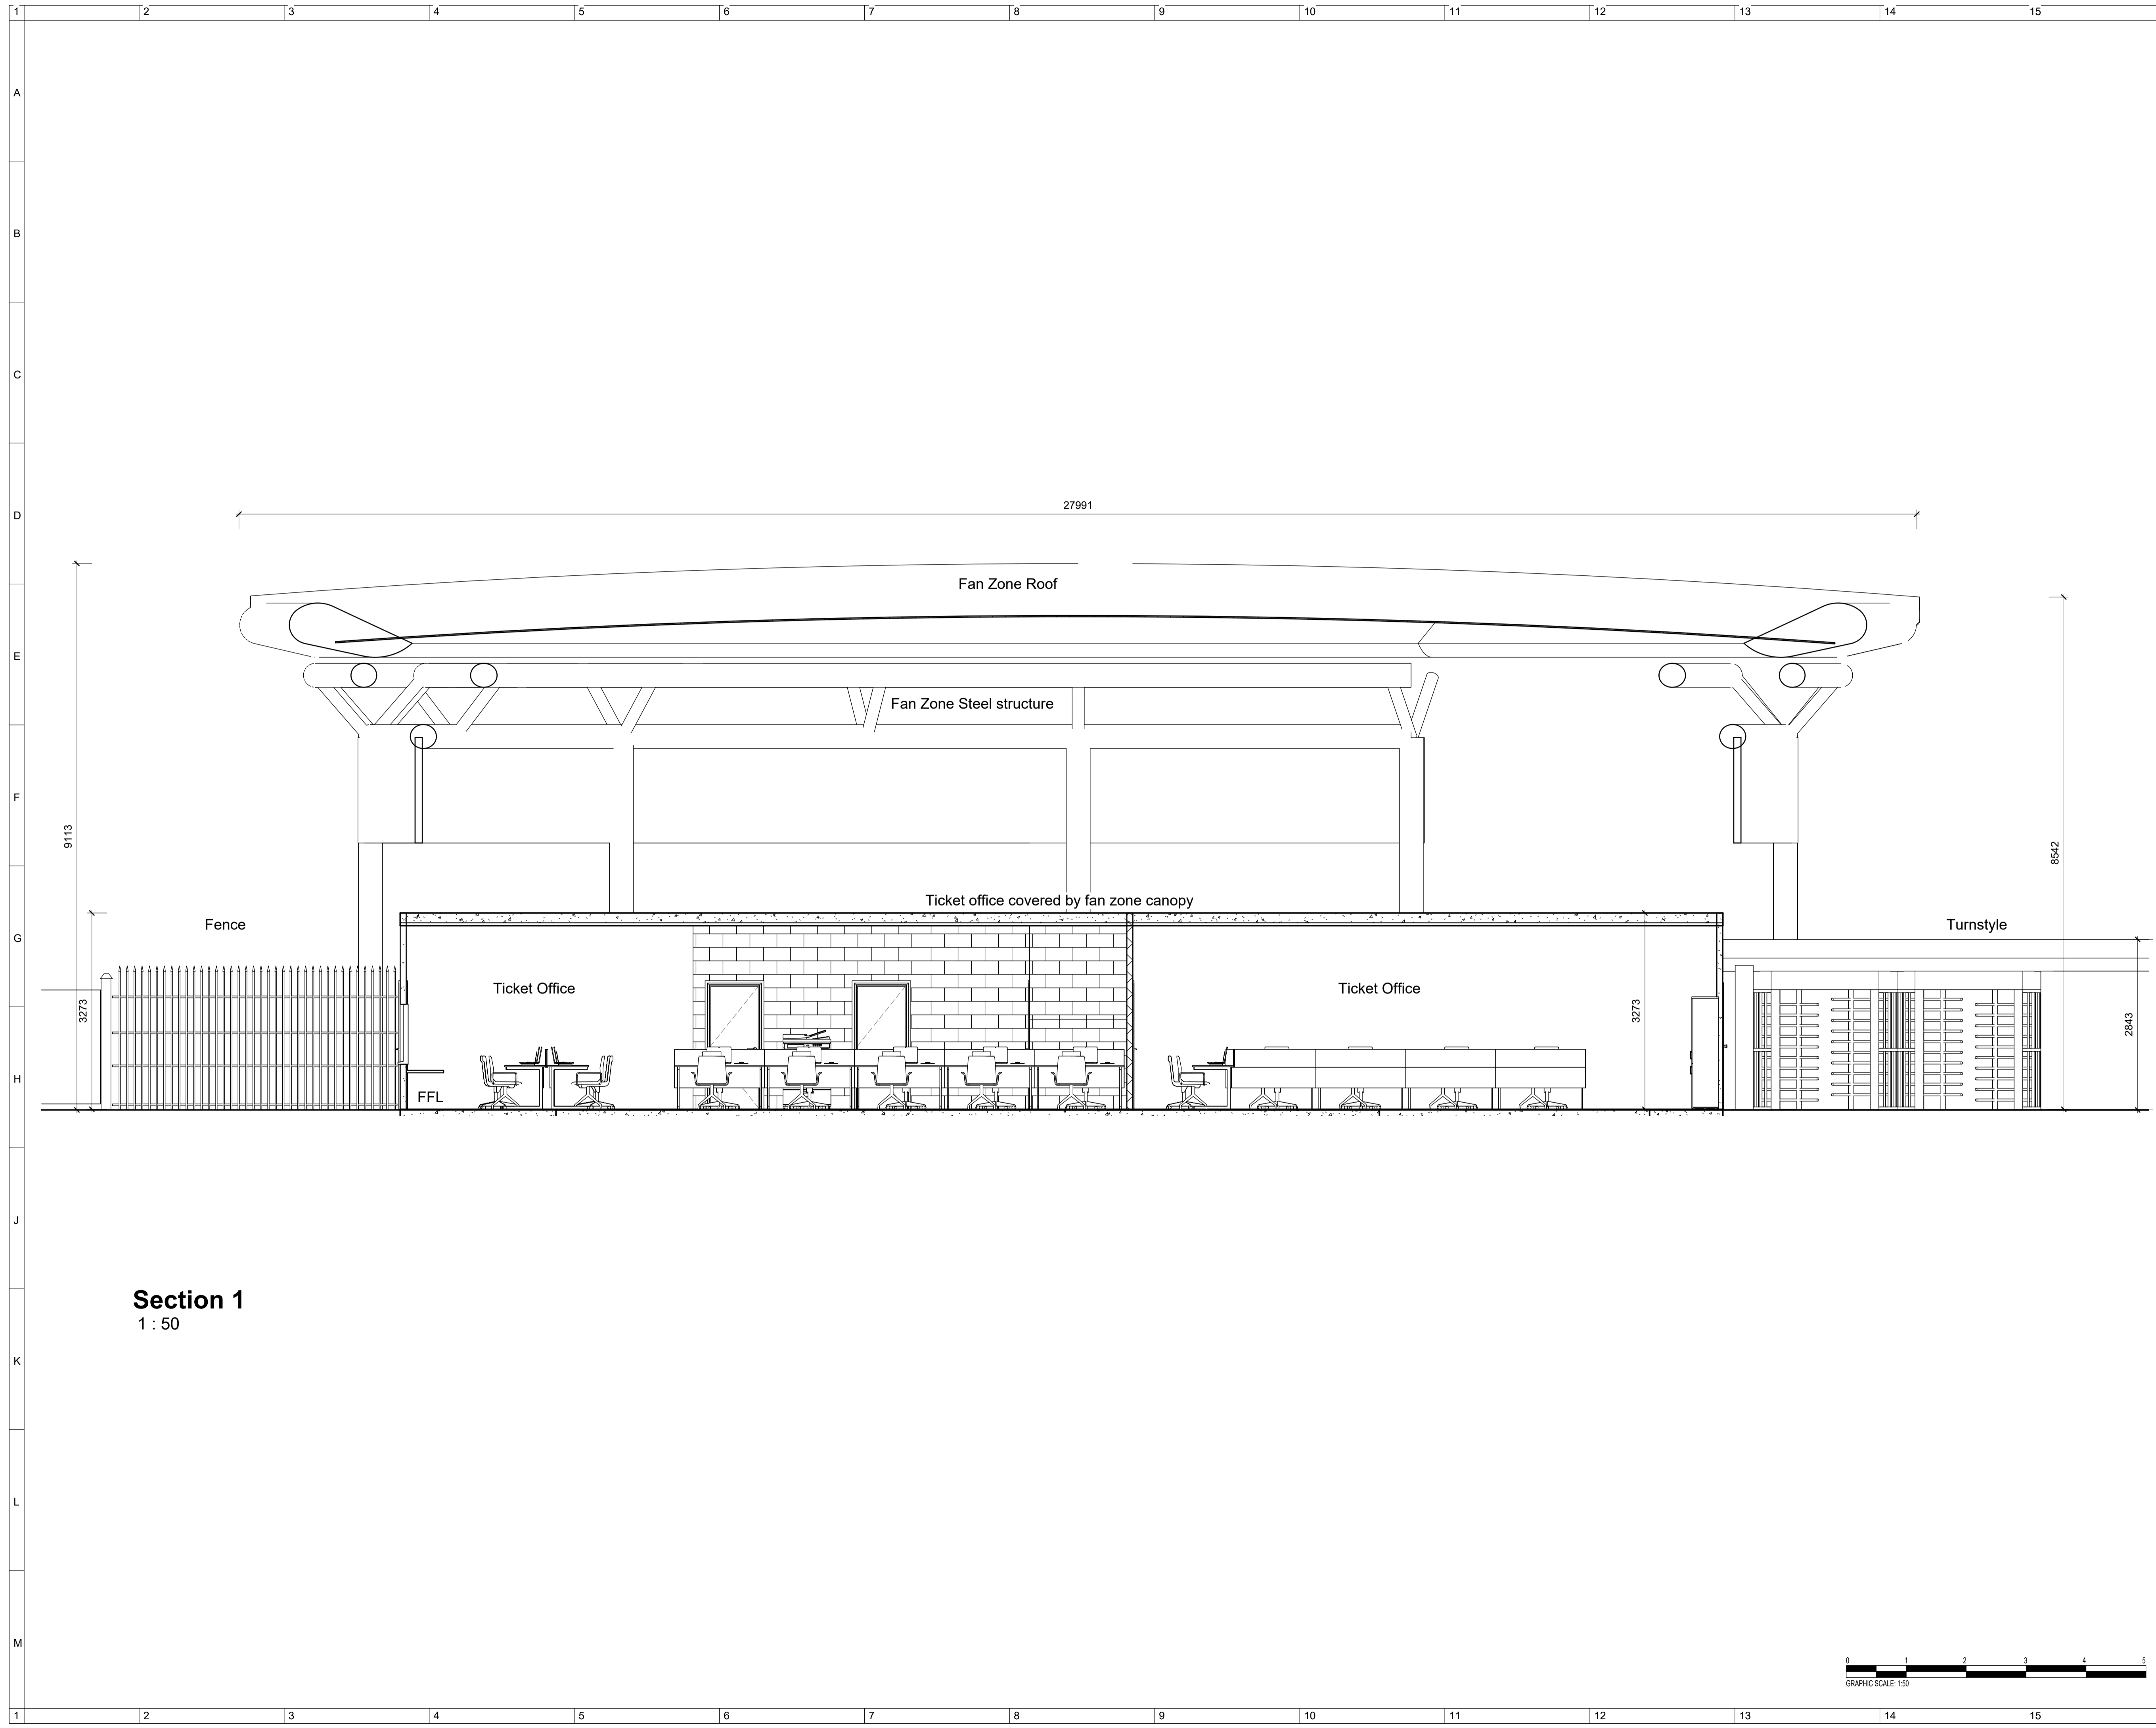 1 2 3 4 5 6 7 8 9 10 11 12 13 14 15
A
B
C
D
E
F
G
H
J
K
L
M
27991
Fan Zone Roof
Fan Zone Steel structure
9113
8542
Ticket office covered by fan zone canopy
Fence
Turnstyle
Ticket Office
Ticket Office
3273
3273
2843
FFL
Section 1
1 : 50
0 1 2 3 4 5
GRAPHIC SCALE: 1:50
1 2 3 4 5 6 7 8 9 10 11 12 13 14 15